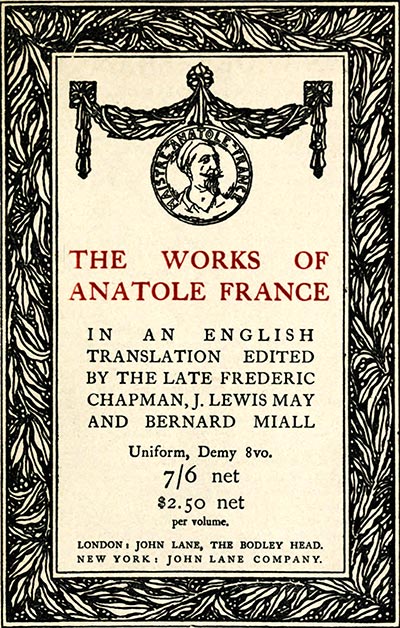 MAISTRE · ANATOLE · FRANCE
THE WORKS OF
ANATOLE FRANCE
IN AN ENGLISH
TRANSLATION EDITED
BY THE LATE FREDERIC
CHAPMAN, J. LEWIS MAY
AND BERNARD MIALL
Uniform, Demy 8vo.
7/6 net
$2.50 net
per volume.
LONDON: JOHN LANE, THE BODLEY HEAD.
NEW YORK: JOHN LANE COMPANY.